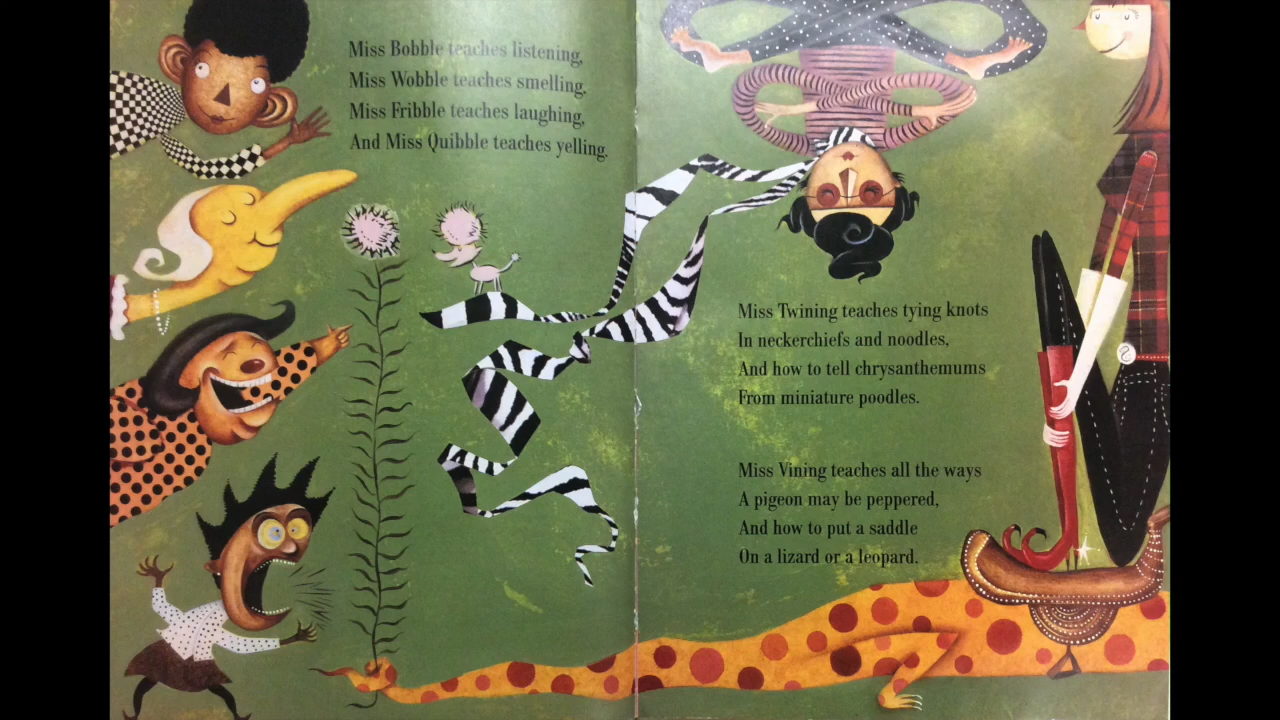 Miss Bobble teaches listening,
Miss Wobble teaches smelling,
Miss Fribble teaches laughing,
And Miss Quibble teaches yelling.
Miss Twining teaches tying knots
In neckerchiefs and noodles,
And how to tell chrysanthemums
From miniature poodles.
Miss Vining teaches all the ways
A pigeon may be peppered,
And how to put a saddle
On a lizard or a leopard.